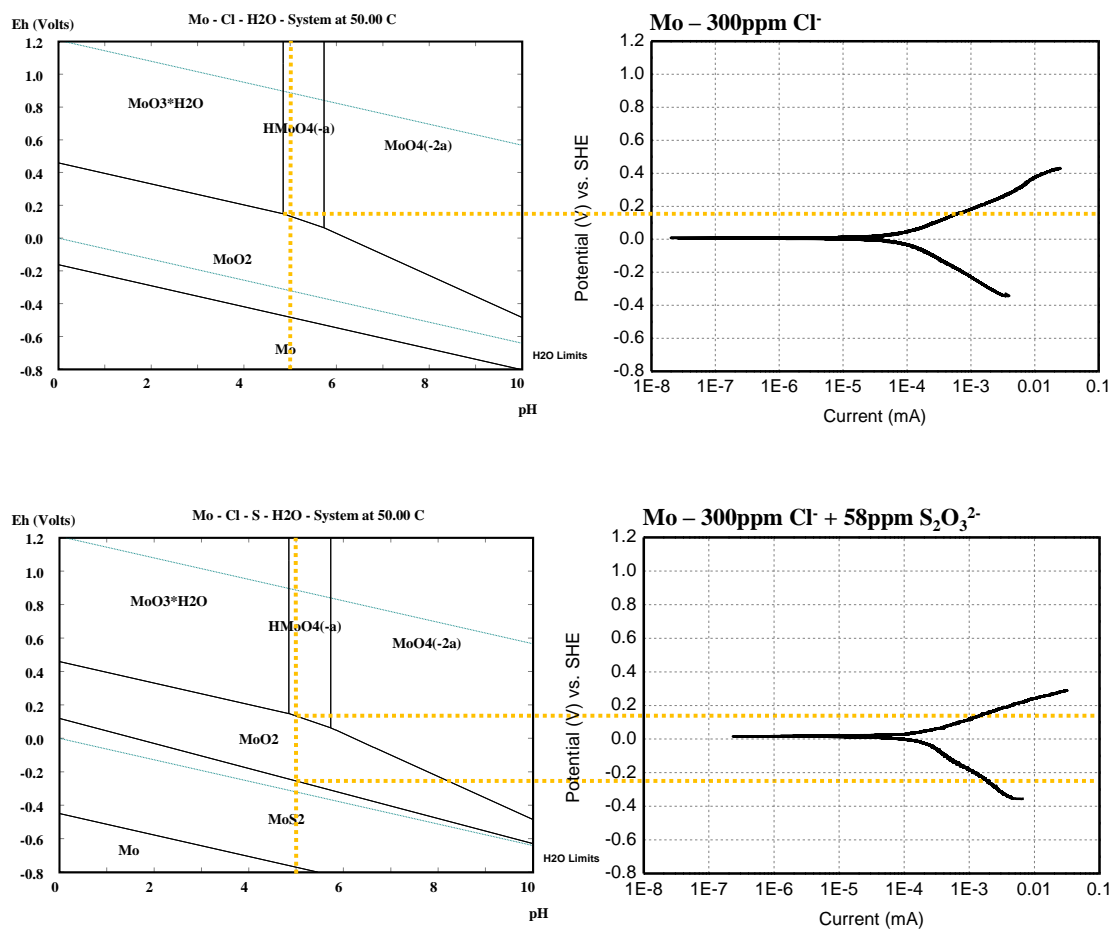 Mo - Cl - H2O - System at 50.00 C
Eh (Volts)
1.2
1.0
0.8
0.6
0.4
0.2
0.0
-0.2
-0.4
-0.6
-0.8
MoO3*H2O
HMoO4(-a)
MoO4(-2a)
MoO2
Mo
H2O Limits
0
2
4
6
8
10
pH
Mo – 300ppm Cl⁻
Potential (V) vs. SHE
1.2
1.0
0.8
0.6
0.4
0.2
0.0
-0.2
-0.4
-0.6
-0.8
1E-8
1E-7
1E-6
1E-5
1E-4
1E-3
0.01
0.1
Current (mA)
Mo - Cl - S - H2O - System at 50.00 C
Eh (Volts)
1.2
1.0
0.8
0.6
0.4
0.2
0.0
-0.2
-0.4
-0.6
-0.8
MoO3*H2O
HMoO4(-a)
MoO4(-2a)
MoO2
MoS2
Mo
H2O Limits
0
2
4
6
8
10
pH
Mo – 300ppm Cl⁻ + 58ppm S₂O₃²⁻
Potential (V) vs. SHE
1.2
1.0
0.8
0.6
0.4
0.2
0.0
-0.2
-0.4
-0.6
-0.8
1E-8
1E-7
1E-6
1E-5
1E-4
1E-3
0.01
0.1
Current (mA)